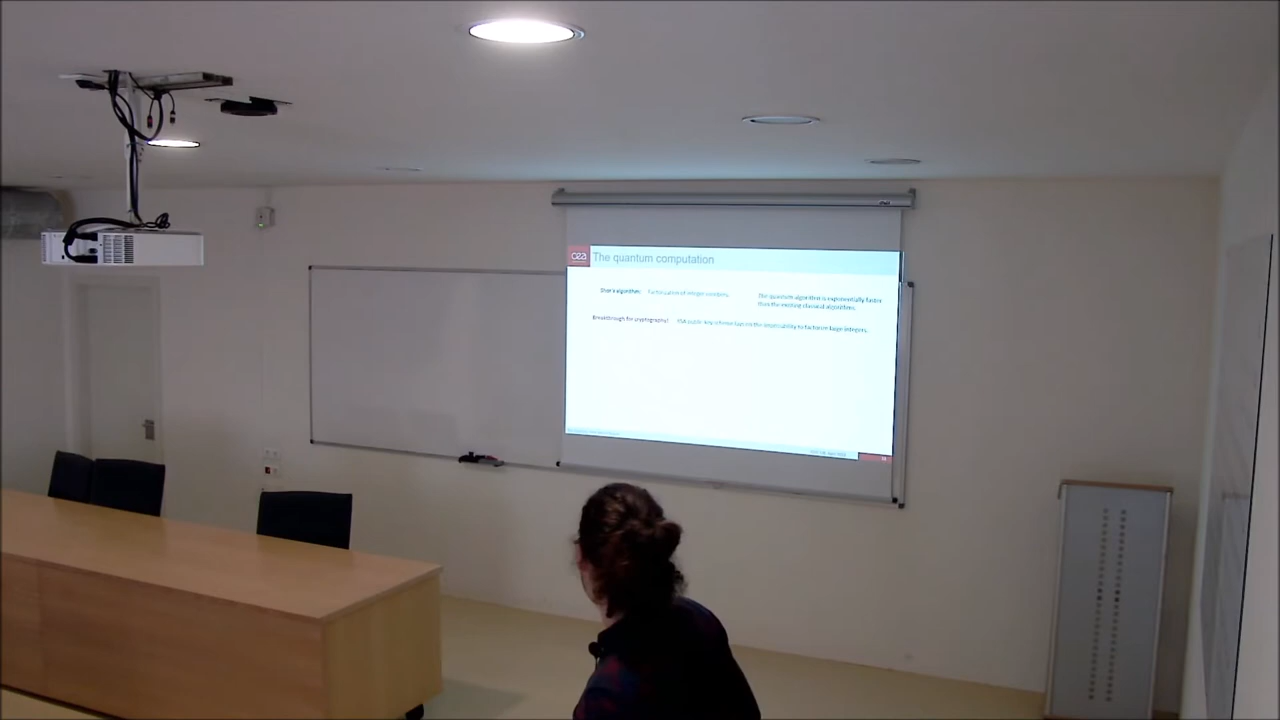 cea The quantum computation
Shor's algorithm: Factorization of integer numbers.
The quantum algorithm is exponentially faster
than the existing classical algorithms.
Breakthrough for cryptography! RSA public-key scheme lays on the impossibility to factorize large integers.